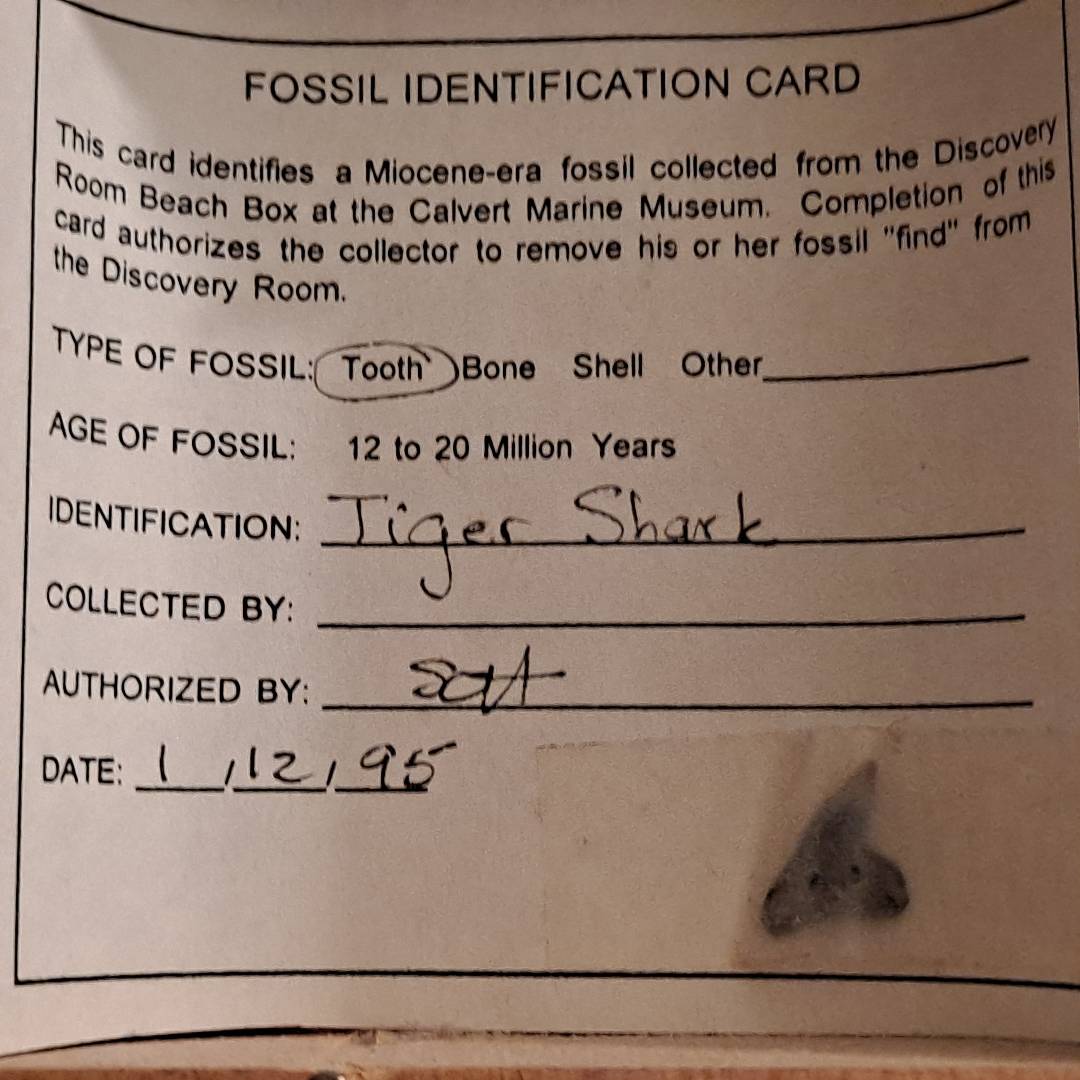 FOSSIL IDENTIFICATION CARD
This card identifies a Miocene-era fossil collected from the Discovery
Room Beach Box at the Calvert Marine Museum. Completion of this
card authorizes the collector to remove his or her fossil "find" from
the Discovery Room.
TYPE OF FOSSIL: Tooth Bone Shell Other
AGE OF FOSSIL: 12 to 20 Million Years
IDENTIFICATION: Tiger Shark
COLLECTED BY:
AUTHORIZED BY:
DATE: 1/12/95